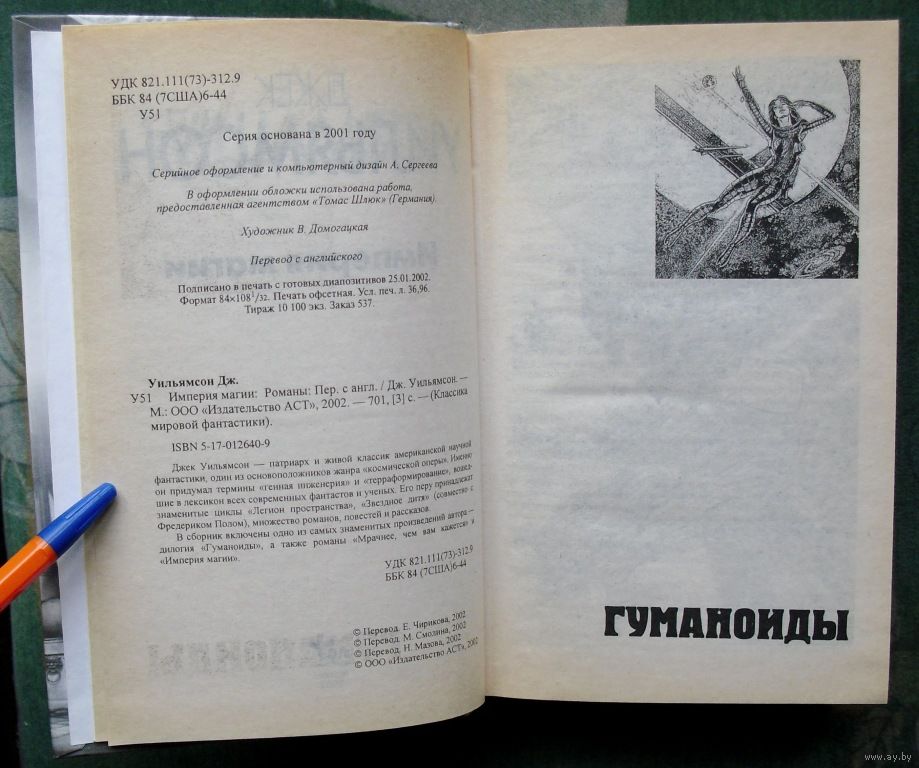 УДК 821.111(73)-312.9
ББК 84 (7США)6-44
У51
Серия основана в 2001 году
Серийное оформление и компьютерный дизайн А. Сергеева
В оформлении обложки использована работа,
предоставленная агентством «Томас Шлюк» (Германия).
Художник В. Домогацкая
Перевод с английского
Подписано в печать с готовых диапозитивов 25.01.2002.
Формат 84×108¹/₃₂. Печать офсетная. Усл. печ. л. 36,96.
Тираж 10 100 экз. Заказ 537.
Уильямсон Дж.
У51 Империя магии: Романы: Пер. с англ. / Дж. Уильямсон. —
М.: ООО «Издательство АСТ», 2002. — 701, [3] с. — (Классика
мировой фантастики).
ISBN 5-17-012640-9
Джек Уильямсон — патриарх и живой классик американской научной
фантастики, один из основоположников жанра «космической оперы». Именно
он придумал термины «генная инженерия» и «терраформирование», вошед-
шие в лексикон всех современных фантастов и ученых. Его перу принадлежат
знаменитые циклы «Легион пространства», «Звездное дитя» (совместно с
Фредериком Полом), множество романов, повестей и рассказов.
В сборник включены одно из самых знаменитых произведений автора —
дилогия «Гуманоиды», а также романы «Мрачнее, чем вам кажется» и
«Империя магии».
УДК 821.111(73)-312.9
ББК 84 (7США)6-44
© Перевод. Е. Чирикова, 2002
© Перевод. М. Смолина, 2002
© Перевод. Н. Мазова, 2002
© ООО «Издательство АСТ», 2002
ГУМАНОИДЫ
www.ay.by